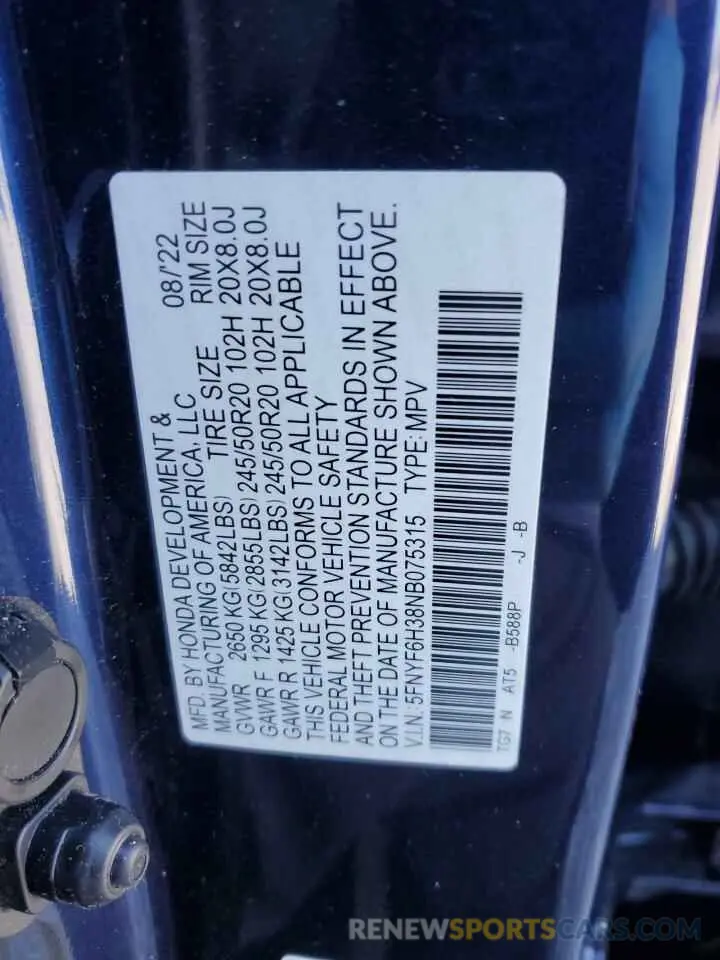 MFD. BY HONDA DEVELOPMENT & 08/'22
MANUFACTURING OF AMERICA, LLC
TIRE SIZE RIM SIZE
GVWR 2650 KG(5842LBS)
GAWR F 1295 KG(2855LBS) 245/50R20 102H 20X8.0J
GAWR R 1425 KG(3142LBS) 245/50R20 102H 20X8.0J
THIS VEHICLE CONFORMS TO ALL APPLICABLE
FEDERAL MOTOR VEHICLE SAFETY
AND THEFT PREVENTION STANDARDS IN EFFECT
ON THE DATE OF MANUFACTURE SHOWN ABOVE.
V.I.N.: 5FNYF6H38NB075315 TYPE: MPV
TG7 N AT5 -B588P -J -B
RENEWSPORTSCARS.COM